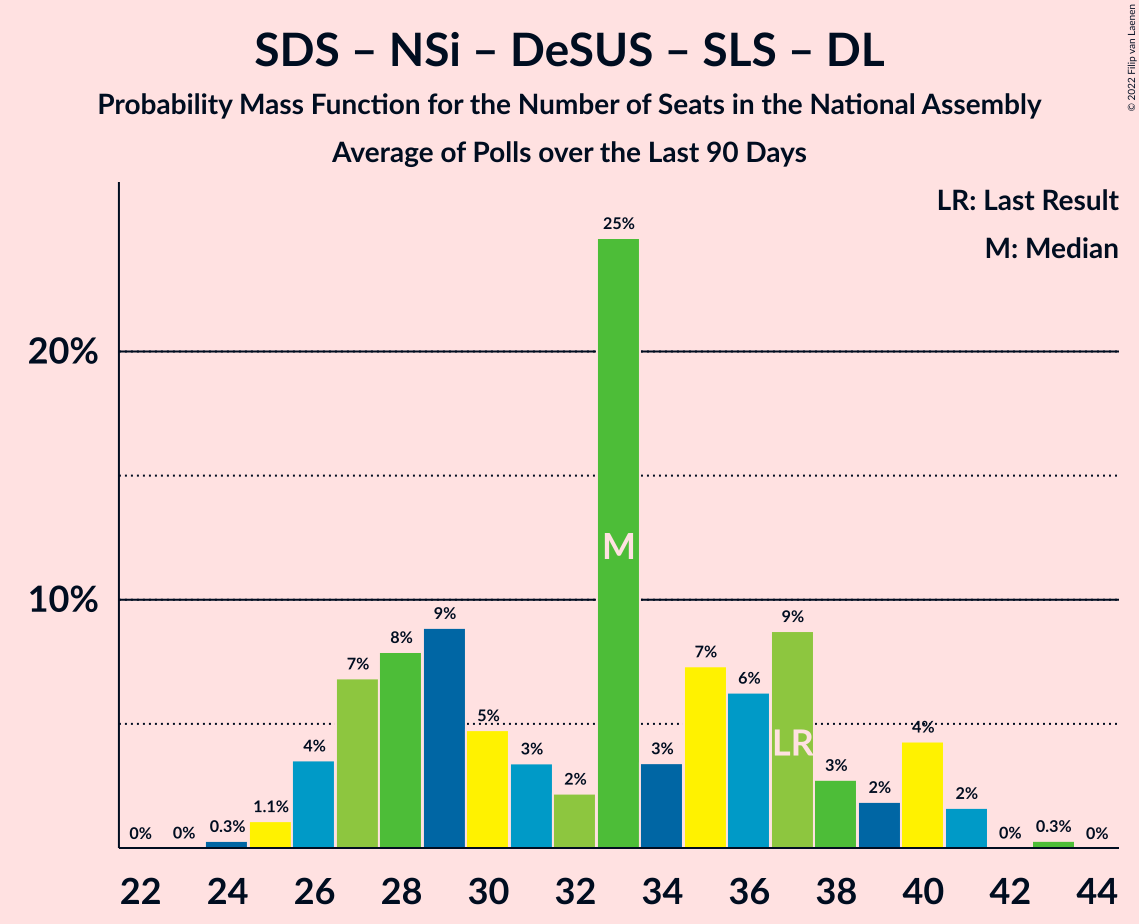 SDS – NSi – DeSUS – SLS – DL
Probability Mass Function for the Number of Seats in the National Assembly
Average of Polls over the Last 90 Days
© 2022 Filip van Laenen
LR: Last Result
M: Median
20%
10%
0%
0%
0.3%
1.1%
4%
7%
8%
9%
5%
3%
2%
25%
M
3%
7%
6%
9%
LR
3%
2%
4%
2%
0%
0.3%
0%
22 24 26 28 30 32 34 36 38 40 42 44